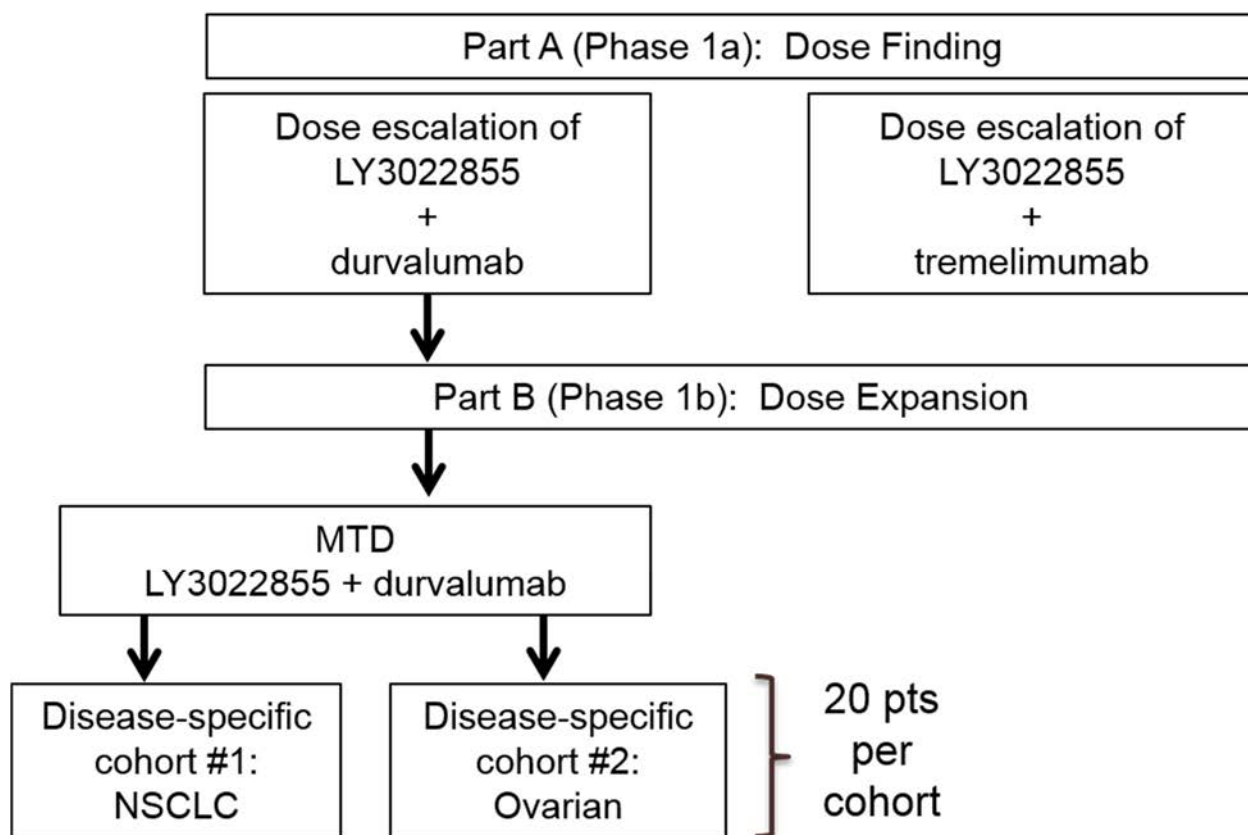 Part A (Phase 1a): Dose Finding
Dose escalation of
LY3022855
+
durvalumab
Dose escalation of
LY3022855
+
tremelimumab
Part B (Phase 1b): Dose Expansion
MTD
LY3022855 + durvalumab
Disease-specific
cohort #1:
NSCLC
Disease-specific
cohort #2:
Ovarian
20 pts
per
cohort